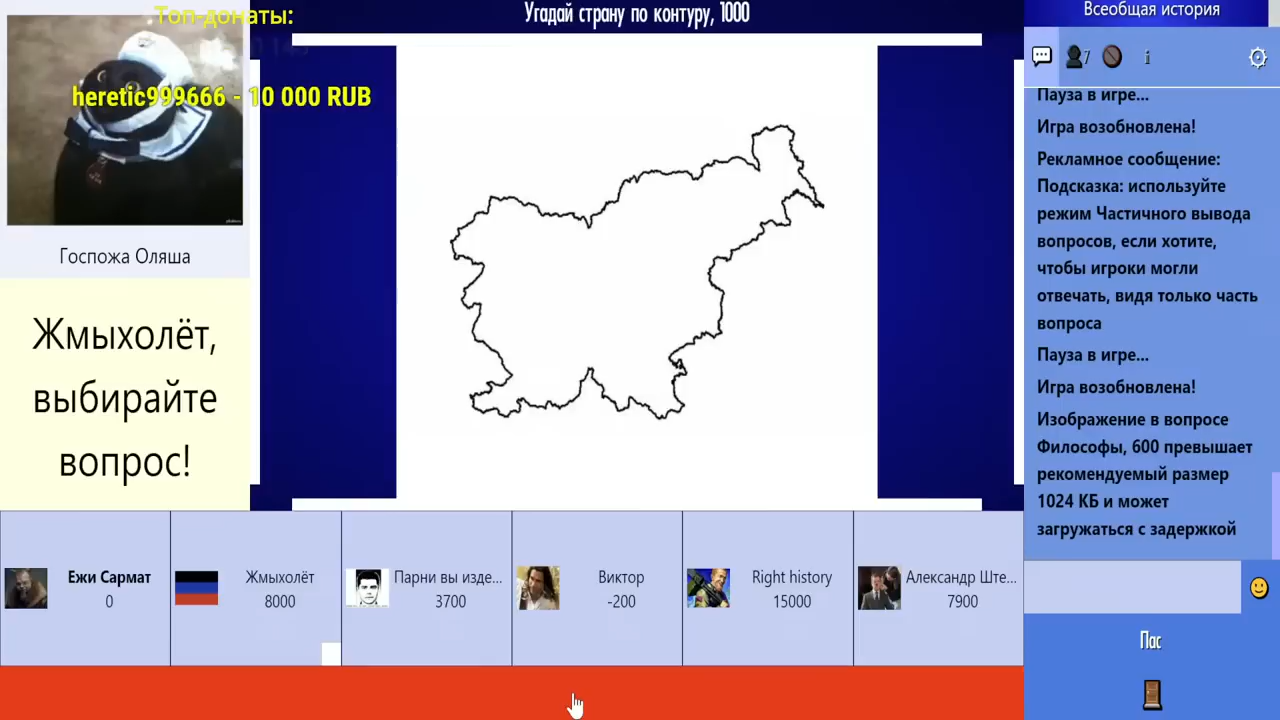 Топ-донаты:
heretic999666 - 10 000 RUB
Госпожа Оляша
Жмыхолёт,
выбирайте
вопрос!
Угадай страну по контуру, 1000
Всеобщая история
7
i
Пауза в игре...
Игра возобновлена!
Рекламное сообщение:
Подсказка: используйте
режим Частичного вывода
вопросов, если хотите,
чтобы игроки могли
отвечать, видя только часть
вопроса
Пауза в игре...
Игра возобновлена!
Изображение в вопросе
Философы, 600 превышает
рекомендуемый размер
1024 КБ и может
загружаться с задержкой
Ежи Сармат
0
Жмыхолёт
8000
Парни вы изде...
3700
Виктор
-200
Right history
15000
Александр Ште...
7900
Пас